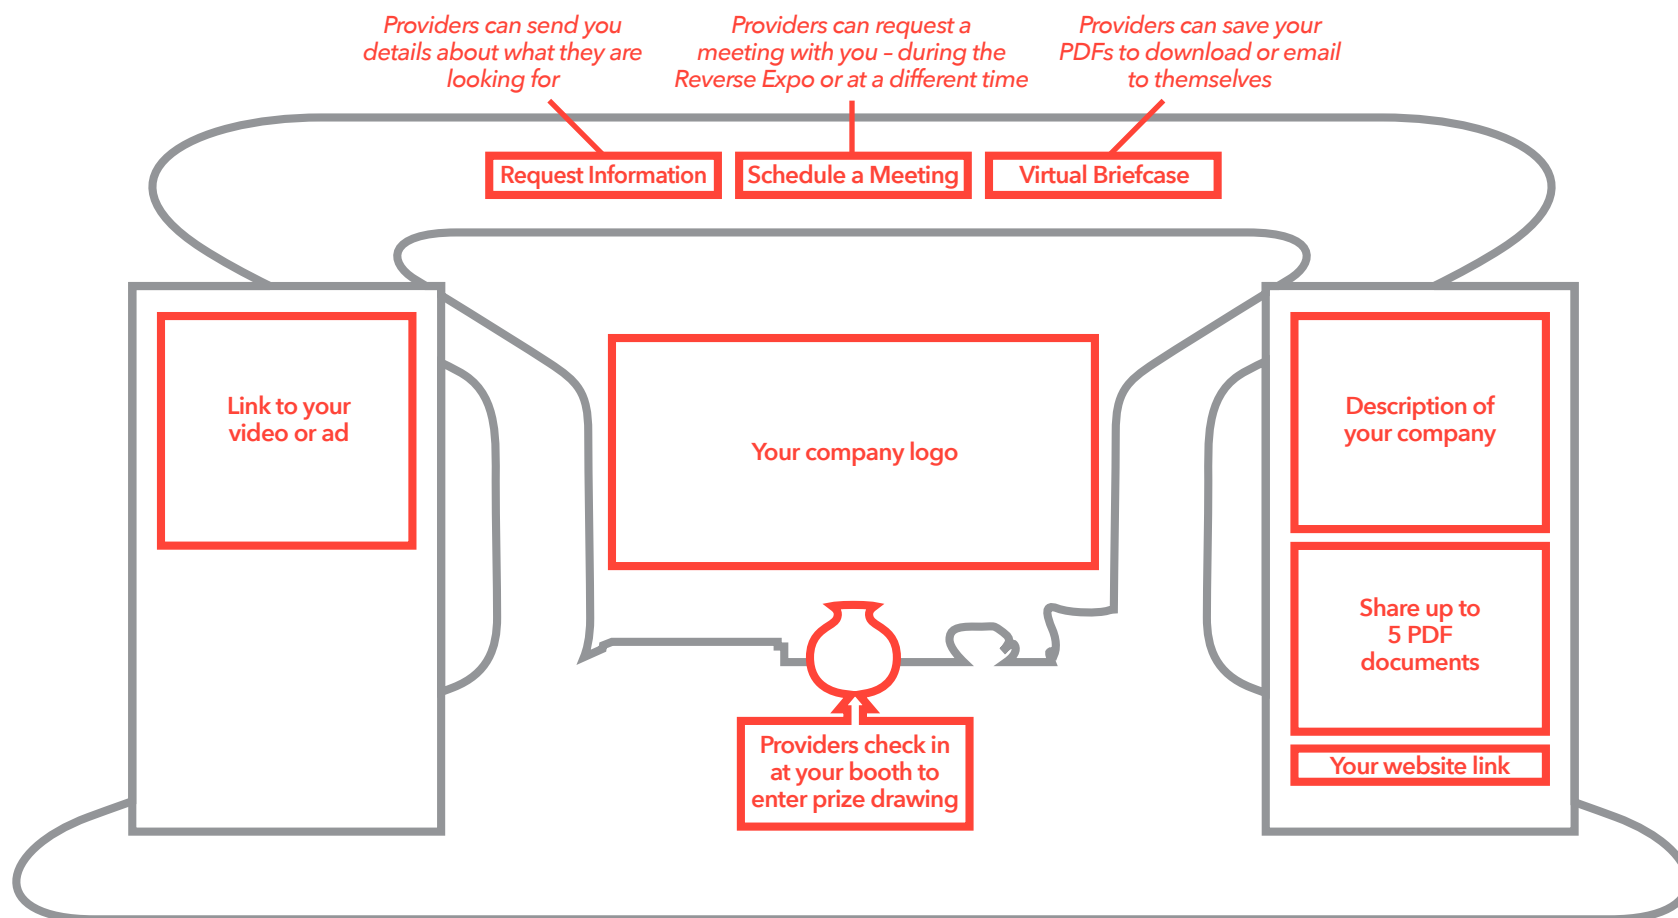 Providers can send you
details about what they are
looking for
Providers can request a
meeting with you – during the
Reverse Expo or at a different time
Providers can save your
PDFs to download or email
to themselves
Request Information
Schedule a Meeting
Virtual Briefcase
Link to your
video or ad
Your company logo
Description of
your company
Share up to
5 PDF
documents
Your website link
Providers check in
at your booth to
enter prize drawing